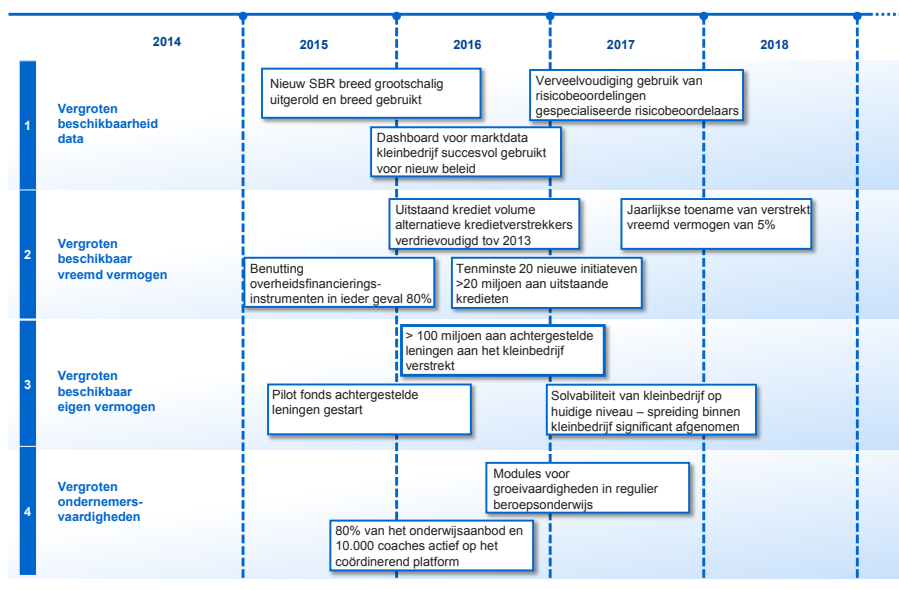 2014
2015
2016
2017
2018
1
Vergroten
beschikbaarheid
data
Nieuw SBR breed grootschalig
uitgerold en breed gebruikt
Verveelvoudiging gebruik van
risicobeoordelingen
gespecialiseerde risicobeoordelaars
Dashboard voor marktdata
kleinbedrijf succesvol gebruikt
voor nieuw beleid
2
Vergroten
beschikbaar
vreemd vermogen
Uitstaand krediet volume
alternatieve kredietverstrekkers
verdrievoudigd tov 2013
Jaarlijkse toename van verstrekt
vreemd vermogen van 5%
Benutting
overheidsfinancierings-
instrumenten in ieder geval 80%
Tenminste 20 nieuwe initiateven
>20 miljoen aan uitstaande
kredieten
3
Vergroten
beschikbaar
eigen vermogen
> 100 miljoen aan achtergestelde
leningen aan het kleinbedrijf
verstrekt
Pilot fonds achtergestelde
leningen gestart
Solvabiliteit van kleinbedrijf op
huidige niveau – spreiding binnen
kleinbedrijf significant afgenomen
4
Vergroten
ondernemers-
vaardigheden
Modules voor
groeivaardigheden in regulier
beroepsonderwijs
80% van het onderwijsaanbod en
10.000 coaches actief op het
coördinerend platform